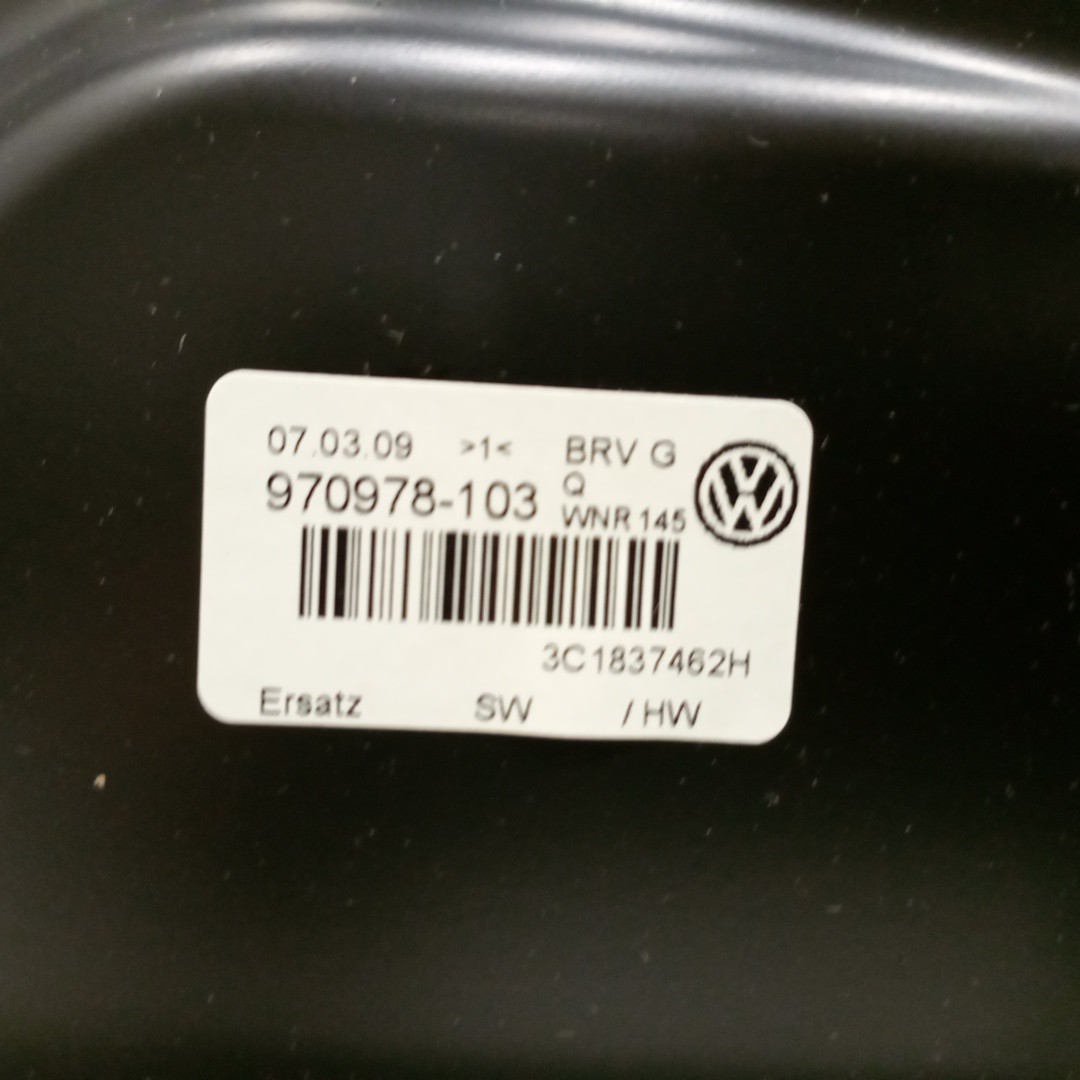 07.03.09 >1< BRV G
Q
970978-103 WNR 145
3C1837462H
Ersatz SW / HW